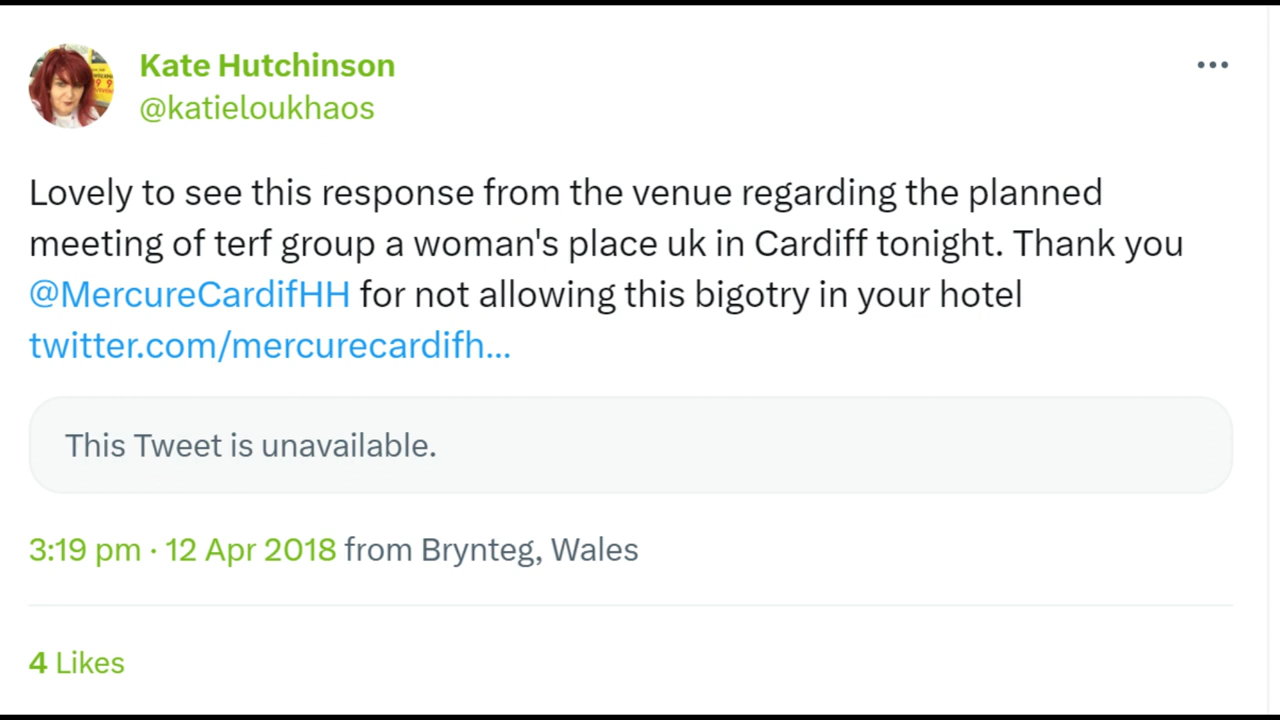 Kate Hutchinson
@katieloukhaos
Lovely to see this response from the venue regarding the planned
meeting of terf group a woman's place uk in Cardiff tonight. Thank you
@MercureCardifHH for not allowing this bigotry in your hotel
twitter.com/mercurecardifh...
This Tweet is unavailable.
3:19 pm · 12 Apr 2018 from Brynteg, Wales
4 Likes